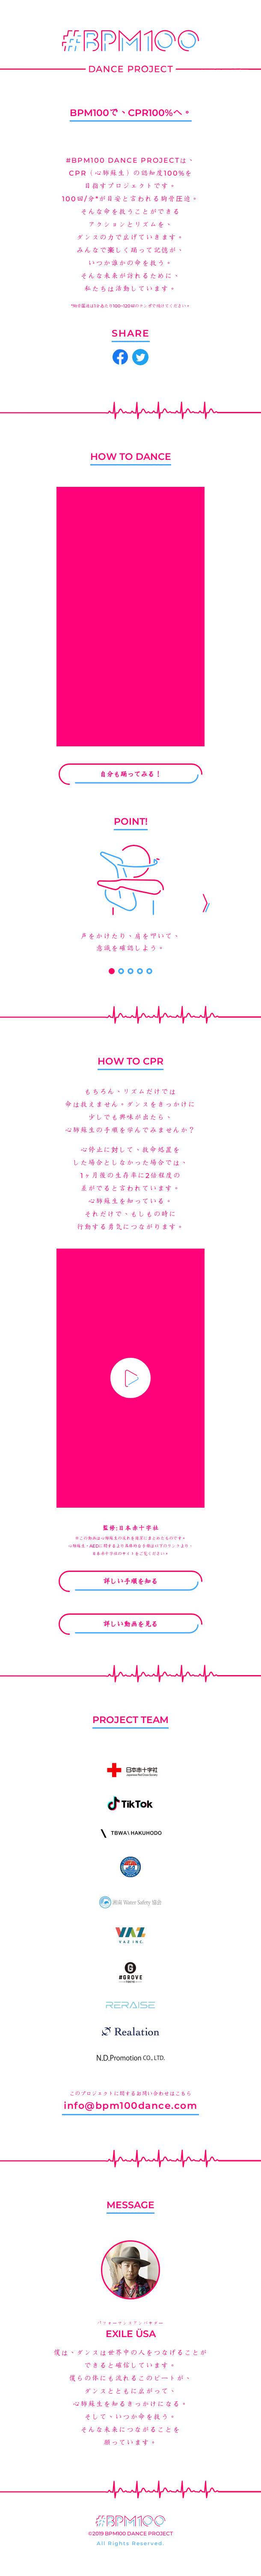 #BPM100
DANCE PROJECT
BPM100で、CPR100%へ。
#BPM100 DANCE PROJECTは、
CPR（心肺蘇生）の認知度100%を
目指すプロジェクトです。
100回/分*が目安と言われる胸骨圧迫。
そんな命を救うことができる
アクションとリズムを、
ダンスの力で広げていきます。
みんなで楽しく踊って記憶が、
いつか誰かの命を救う。
そんな未来が訪れるために、
私たちは活動しています。
*胸骨圧迫は1分あたり100-120回のテンポで続けてください。
SHARE
HOW TO DANCE
自分も踊ってみる！
POINT!
声をかけたり、肩を叩いて、
意識を確認しよう。
HOW TO CPR
もちろん、リズムだけでは
命は救えません。ダンスをきっかけに
少しでも興味が出たら、
心肺蘇生の手順を学んでみませんか？
心停止に対して、救命処置を
した場合としなかった場合では、
1ヶ月後の生存率に2倍程度の
差がでると言われています。
心肺蘇生を知っている。
それだけで、もしもの時に
行動する勇気につながります。
監修:日本赤十字社
詳しい手順を知る
詳しい動画を見る
PROJECT TEAM
日本赤十字社
Japanese Red Cross Society
TikTok
TBWA\HAKUHODO
湘南 Water Safety 協会
VAZ
VAZ INC.
#GROVE
RERAISE
Realation
N.D.Promotion CO., LTD.
このプロジェクトに関するお問い合わせはこちら
info@bpm100dance.com
MESSAGE
EXILE ÜSA
僕は、ダンスは世界中の人をつなげることが
できると確信しています。
僕らの体にも流れるこのビートが、
ダンスとともに広がって、
心肺蘇生を知るきっかけになる。
そして、いつか命を救う。
そんな未来につながることを
願っています。
#BPM100
©2019 BPM100 DANCE PROJECT
All Rights Reserved.